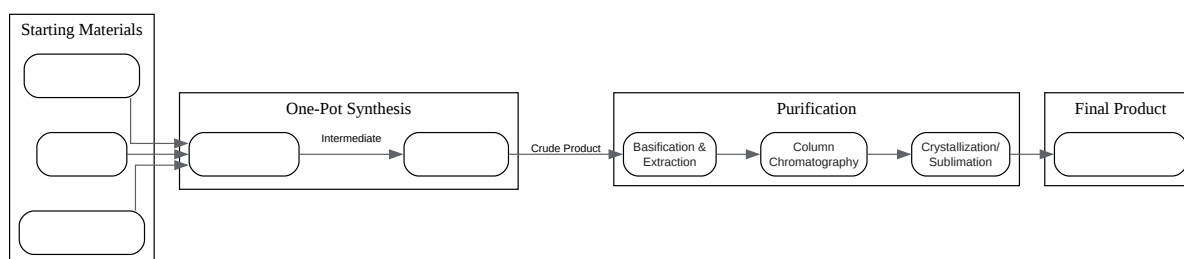 Starting Materials
One-Pot Synthesis
Intermediate
Crude Product
Purification
Basification &
Extraction
Column
Chromatography
Crystallization/
Sublimation
Final Product